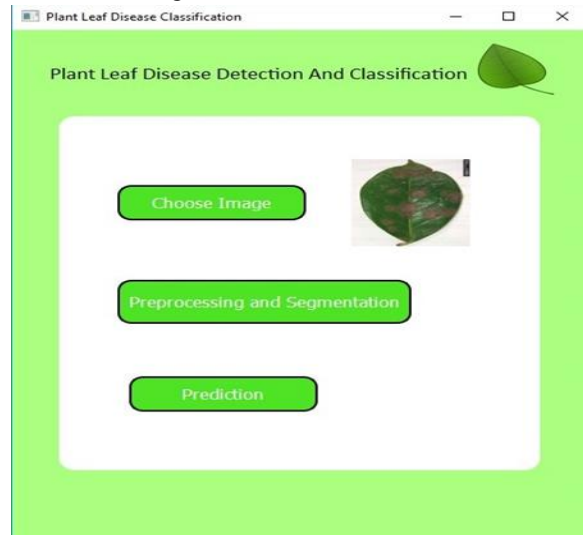 Plant Leaf Disease Classification
Plant Leaf Disease Detection And Classification
Choose Image
Preprocessing and Segmentation
Prediction